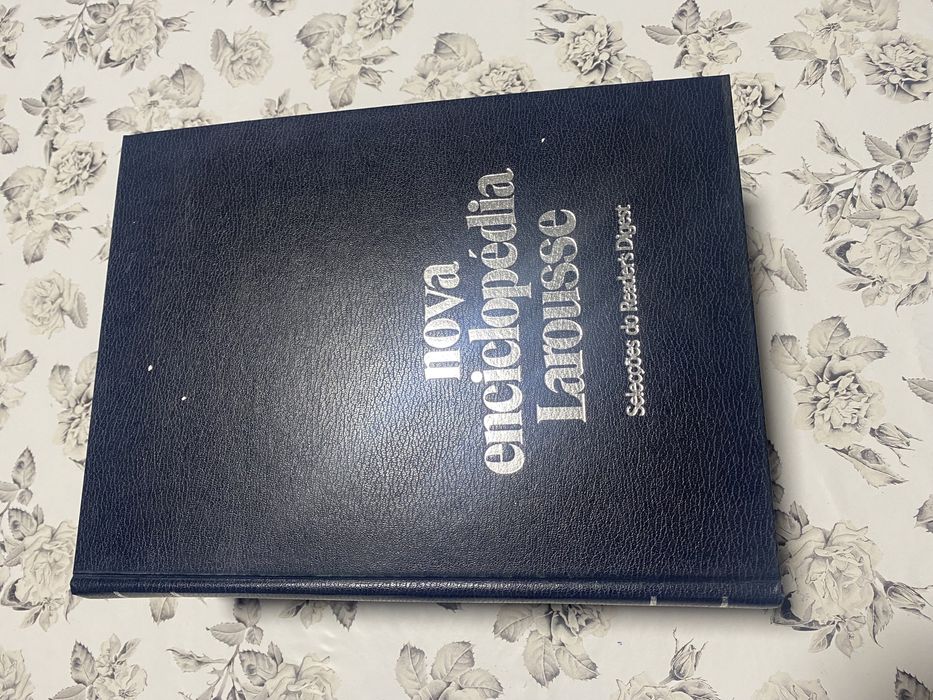 nova
enciclopédia
Larousse
Selecções do Reader's Digest